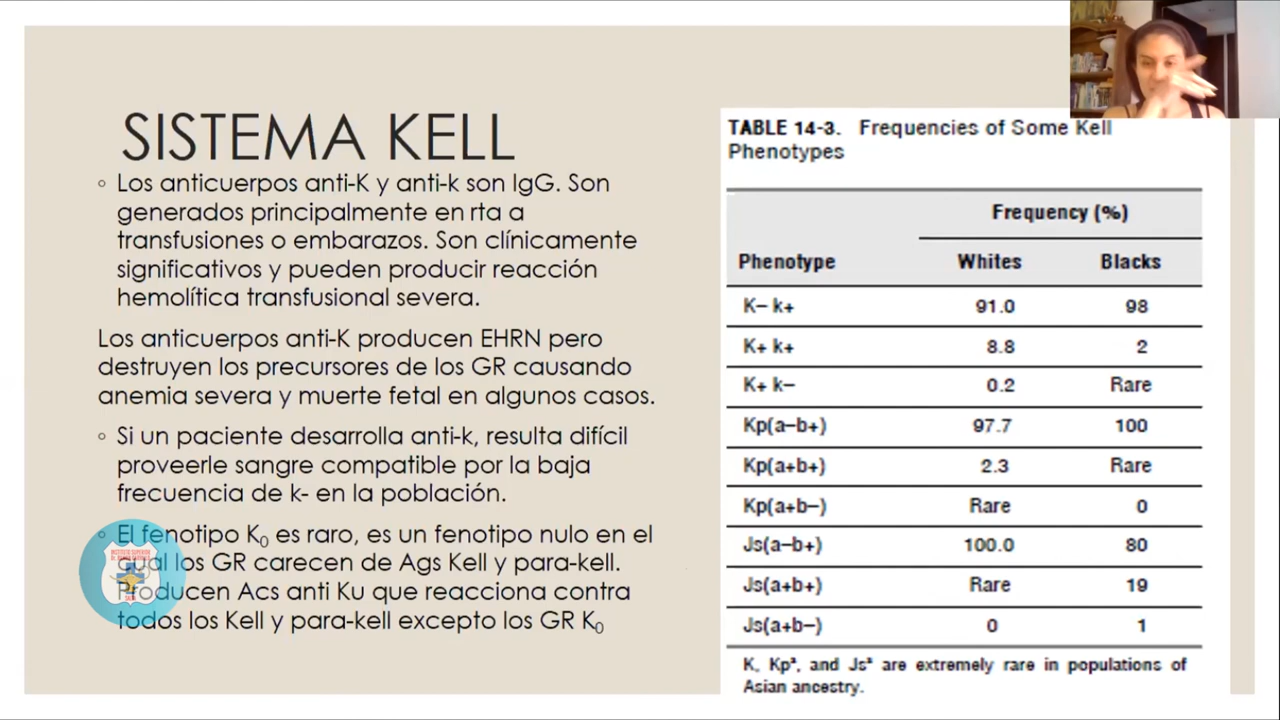 SISTEMA KELL
◦ Los anticuerpos anti-K y anti-k son IgG. Son
generados principalmente en rta a
transfusiones o embarazos. Son clínicamente
significativos y pueden producir reacción
hemolítica transfusional severa.
Los anticuerpos anti-K producen EHRN pero
destruyen los precursores de los GR causando
anemia severa y muerte fetal en algunos casos.
◦ Si un paciente desarrolla anti-k, resulta difícil
proveerle sangre compatible por la baja
frecuencia de k- en la población.
◦ El fenotipo K₀ es raro, es un fenotipo nulo en el
cual los GR carecen de Ags Kell y para-kell.
Producen Acs anti Ku que reacciona contra
todos los Kell y para-kell excepto los GR K₀
TABLE 14-3. Frequencies of Some Kell
Phenotypes
Frequency (%)
Phenotype Whites Blacks
K− k+ 91.0 98
K+ k+ 8.8 2
K+ k− 0.2 Rare
Kp(a−b+) 97.7 100
Kp(a+b+) 2.3 Rare
Kp(a+b−) Rare 0
Js(a−b+) 100.0 80
Js(a+b+) Rare 19
Js(a+b−) 0 1
K, Kpª, and Jsª are extremely rare in populations of
Asian ancestry.